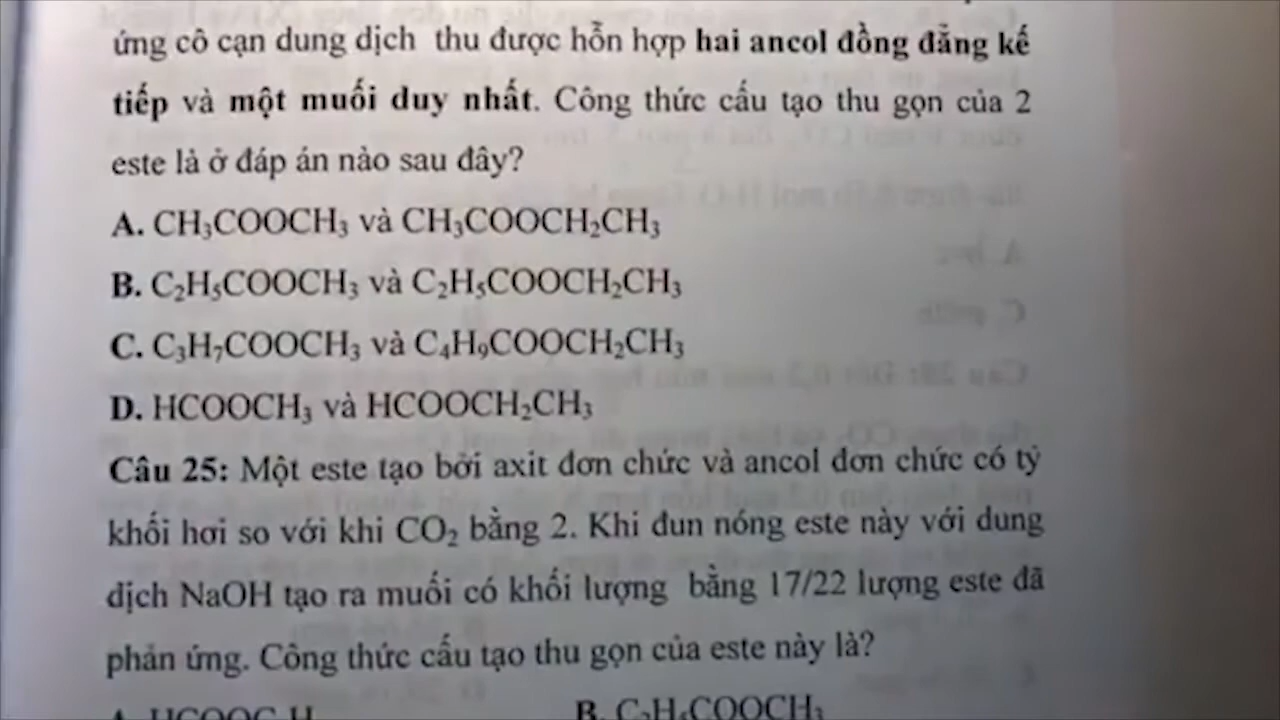 ứng cô cạn dung dịch thu được hỗn hợp hai ancol đồng đẳng kế
tiếp và một muối duy nhất. Công thức cấu tạo thu gọn của 2
este là ở đáp án nào sau đây?
A. CH₃COOCH₃ và CH₃COOCH₂CH₃
B. C₂H₅COOCH₃ và C₂H₅COOCH₂CH₃
C. C₃H₇COOCH₃ và C₄H₉COOCH₂CH₃
D. HCOOCH₃ và HCOOCH₂CH₃
Câu 25: Một este tạo bởi axit đơn chức và ancol đơn chức có tỷ
khối hơi so với khi CO₂ bằng 2. Khi đun nóng este này với dung
dịch NaOH tạo ra muối có khối lượng bằng 17/22 lượng este đã
phản ứng. Công thức cấu tạo thu gọn của este này là?
B. C₂H₅COOCH₃